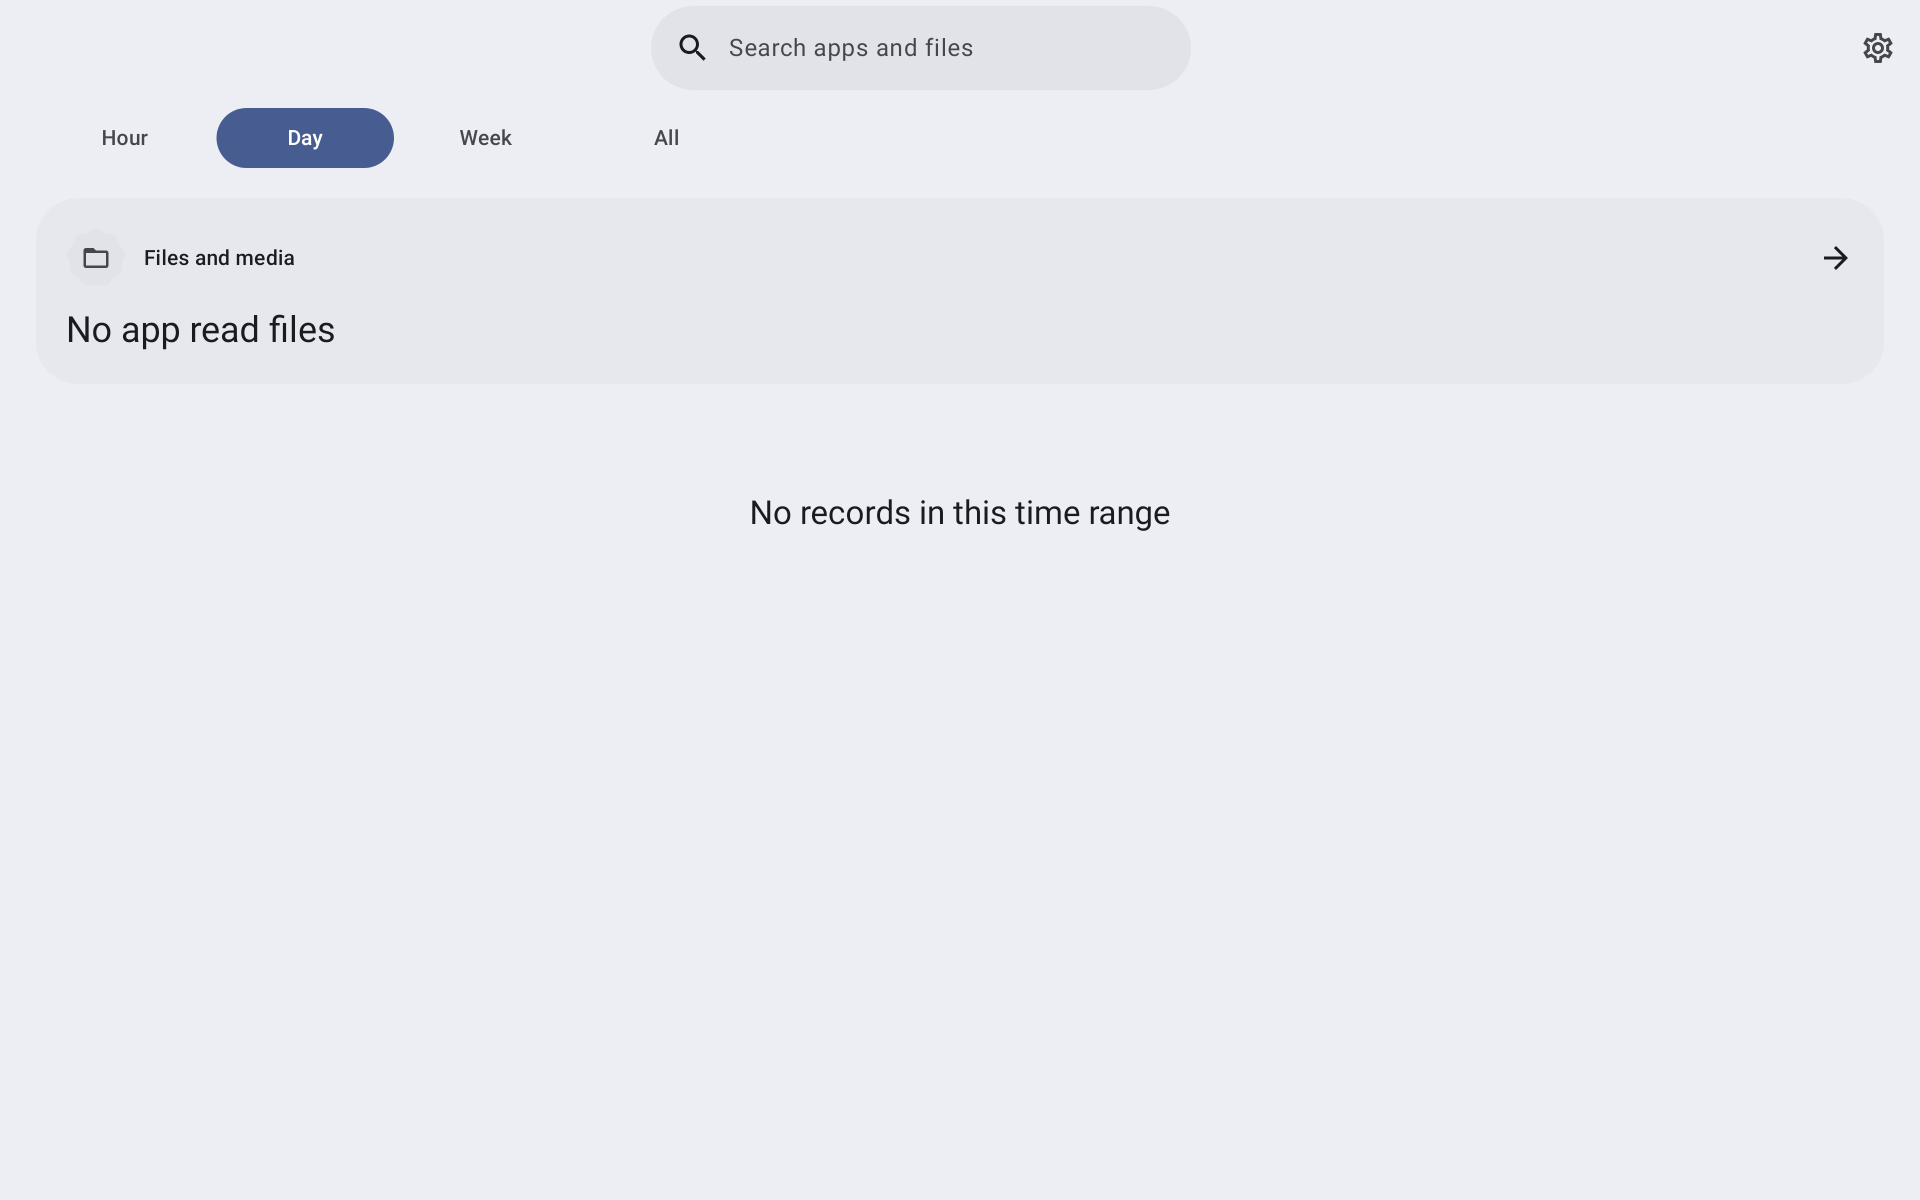 Search apps and files
Hour
Day
Week
All
Files and media
No app read files
No records in this time range